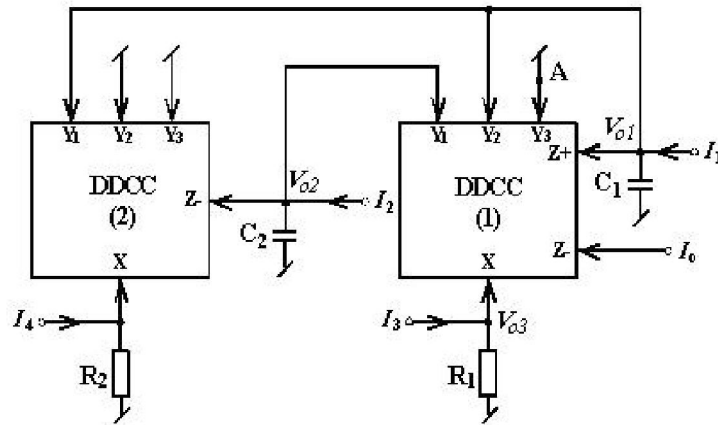 A
Y1 Y2 Y3 Y1 Y2 Y3
Vo1
Z+ I1
DDCC DDCC C1
(2) Z- Vo2 I2 (1)
C2
X X Z- Io
I4 I3 Vo3
R2 R1